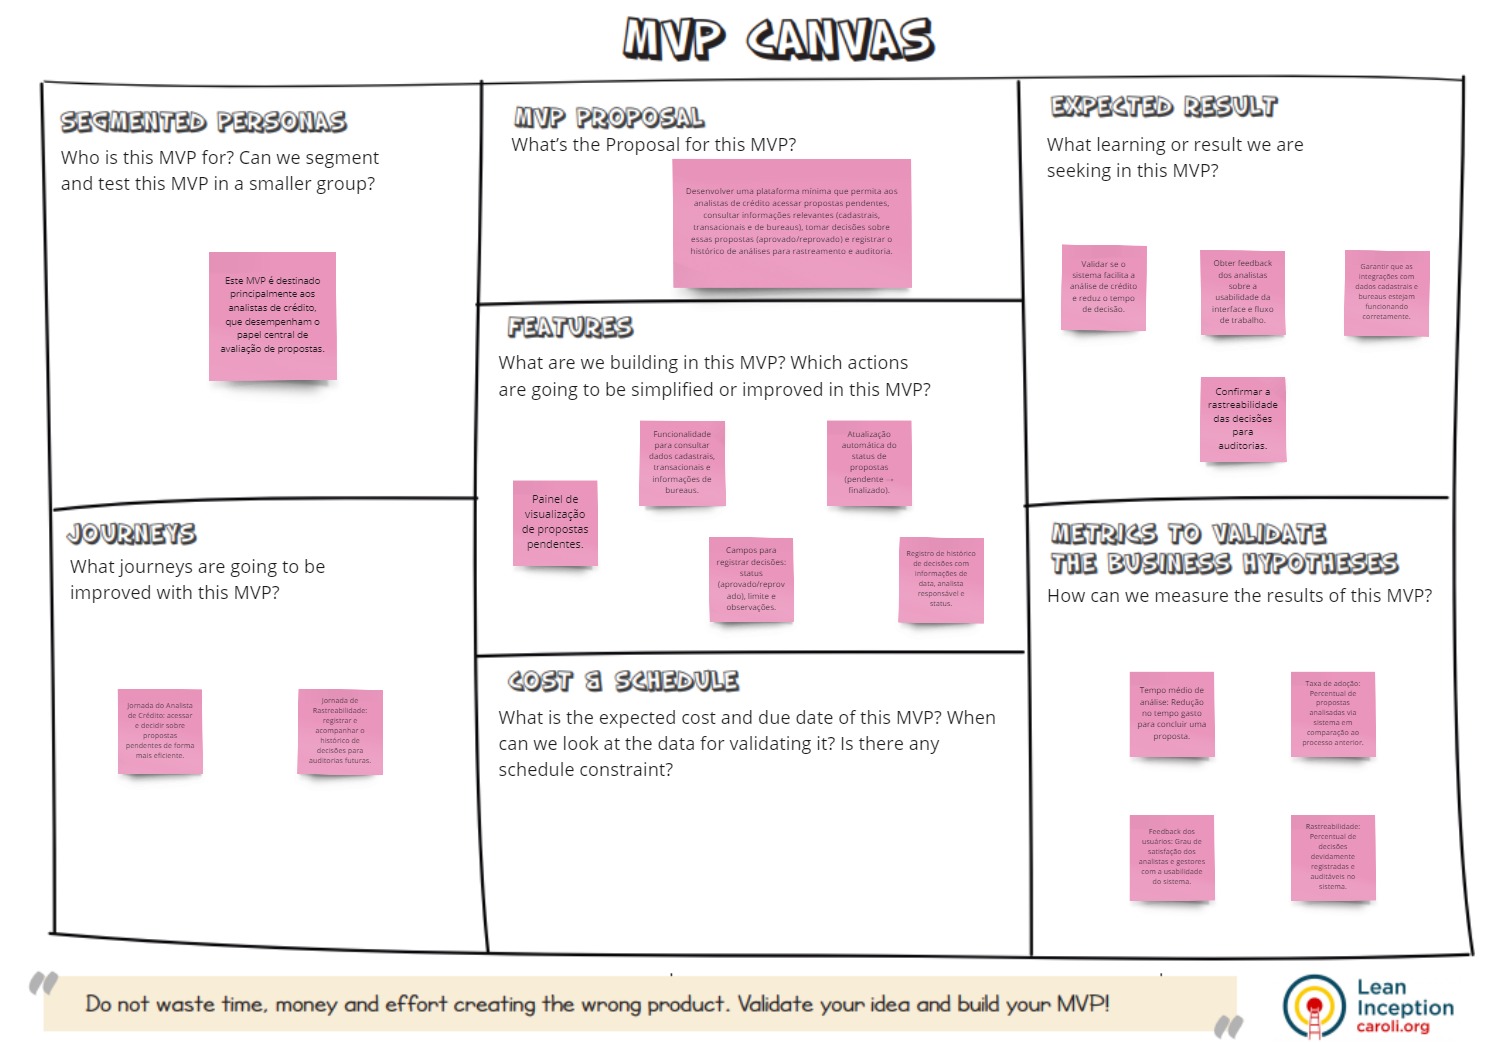 MVP CANVAS
SEGMENTED PERSONAS
Who is this MVP for? Can we segment
and test this MVP in a smaller group?
Este MVP é destinado
principalmente aos
analistas de crédito,
que desempenham o
papel central de
avaliação de propostas.
MVP PROPOSAL
What's the Proposal for this MVP?
Desenvolver uma plataforma mínima que permita aos
analistas de crédito acessar propostas pendentes,
consultar informações relevantes (cadastrais,
transacionais e de bureaus), tomar decisões sobre
essas propostas (aprovado/reprovado) e registrar o
histórico de análises para rastreamento e auditoria.
EXPECTED RESULT
What learning or result we are
seeking in this MVP?
Validar se o
sistema facilita a
análise de crédito
e reduz o tempo
de decisão.
Obter feedback
dos analistas
sobre a
usabilidade da
interface e fluxo
de trabalho.
Garantir que as
integrações com
dados cadastrais e
bureaus estejam
funcionando
corretamente.
Confirmar a
rastreabilidade
das decisões
para
auditorias.
FEATURES
What are we building in this MVP? Which actions
are going to be simplified or improved in this MVP?
Painel de
visualização
de propostas
pendentes.
Funcionalidade
para consultar
dados cadastrais,
transacionais e
informações de
bureaus.
Campos para
registrar decisões:
status
(aprovado/reprov
ado), limite e
observações.
Atualização
automática do
status de
propostas
(pendente →
finalizado).
Registro de histórico
de decisões com
informações de
data, analista
responsável e
status.
JOURNEYS
What journeys are going to be
improved with this MVP?
Jornada do Analista
de Crédito: acessar
e decidir sobre
propostas
pendentes de forma
mais eficiente.
Jornada de
Rastreabilidade:
registrar e
acompanhar o
histórico de
decisões para
auditorias futuras.
COST & SCHEDULE
What is the expected cost and due date of this MVP? When
can we look at the data for validating it? Is there any
schedule constraint?
METRICS TO VALIDATE
THE BUSINESS HYPOTHESES
How can we measure the results of this MVP?
Tempo médio de
análise: Redução
no tempo gasto
para concluir uma
proposta.
Taxa de adoção:
Percentual de
propostas
analisadas via
sistema em
comparação ao
processo anterior.
Feedback dos
usuários: Grau de
satisfação dos
analistas e gestores
com a usabilidade
do sistema.
Rastreabilidade:
Percentual de
decisões
devidamente
registradas e
auditáveis no
sistema.
" Do not waste time, money and effort creating the wrong product. Validate your idea and build your MVP! "
Lean
Inception
caroli.org